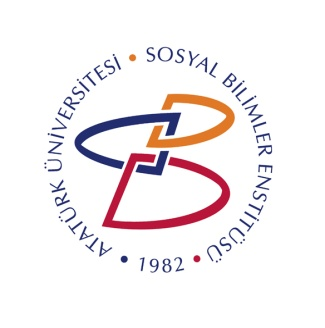 ATATÜRK ÜNİVERSİTESİ • SOSYAL BİLİMLER ENSTİTÜSÜ
• 1982 •